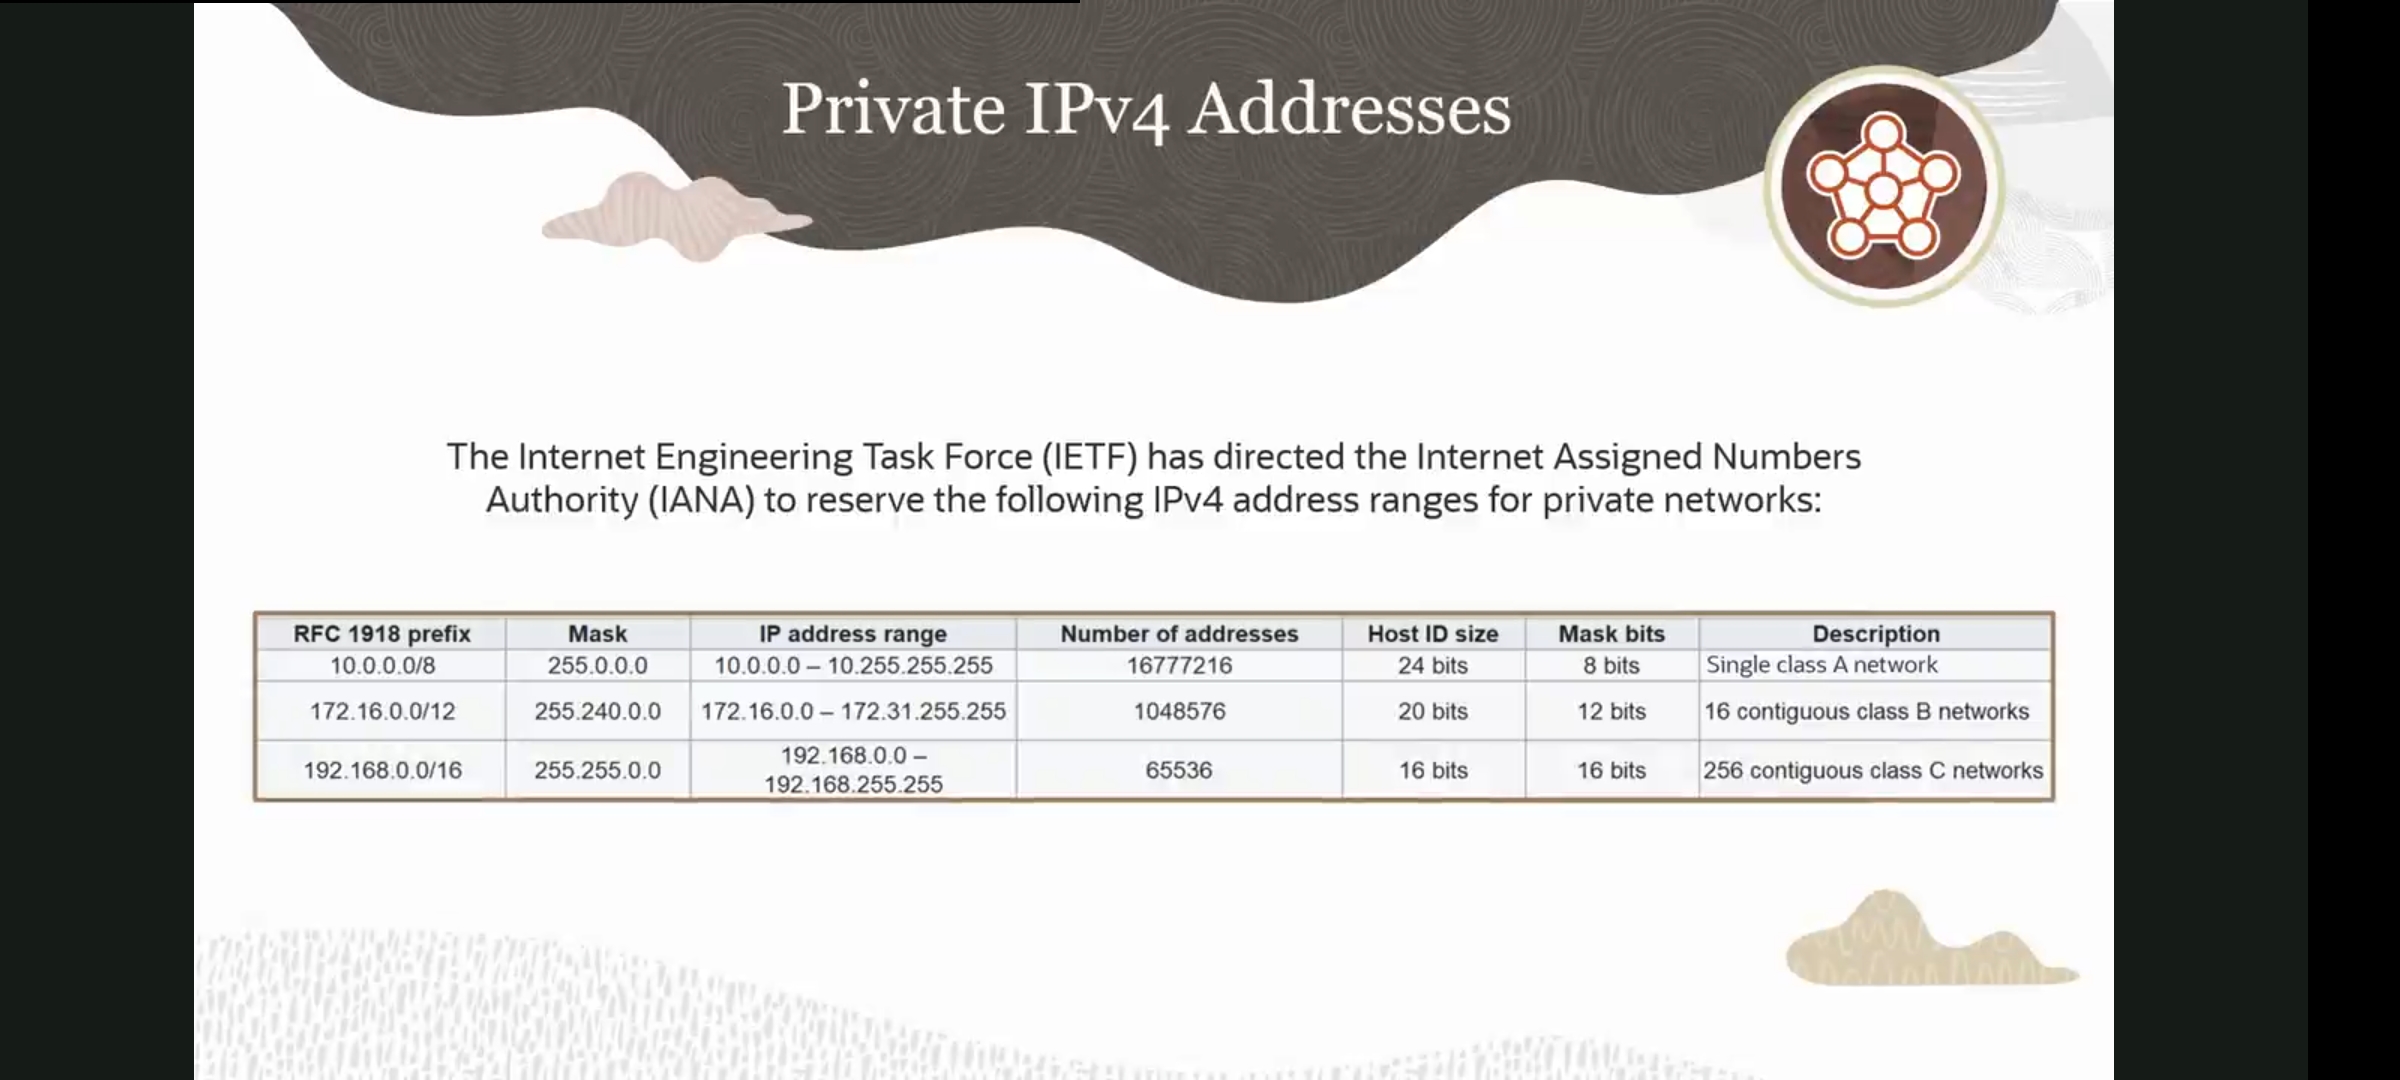 Private IPv4 Addresses
The Internet Engineering Task Force (IETF) has directed the Internet Assigned Numbers
Authority (IANA) to reserve the following IPv4 address ranges for private networks:
RFC 1918 prefix Mask IP address range Number of addresses Host ID size Mask bits Description
10.0.0.0/8 255.0.0.0 10.0.0.0 – 10.255.255.255 16777216 24 bits 8 bits Single class A network
172.16.0.0/12 255.240.0.0 172.16.0.0 – 172.31.255.255 1048576 20 bits 12 bits 16 contiguous class B networks
192.168.0.0/16 255.255.0.0 192.168.0.0 –
192.168.255.255 65536 16 bits 16 bits 256 contiguous class C networks